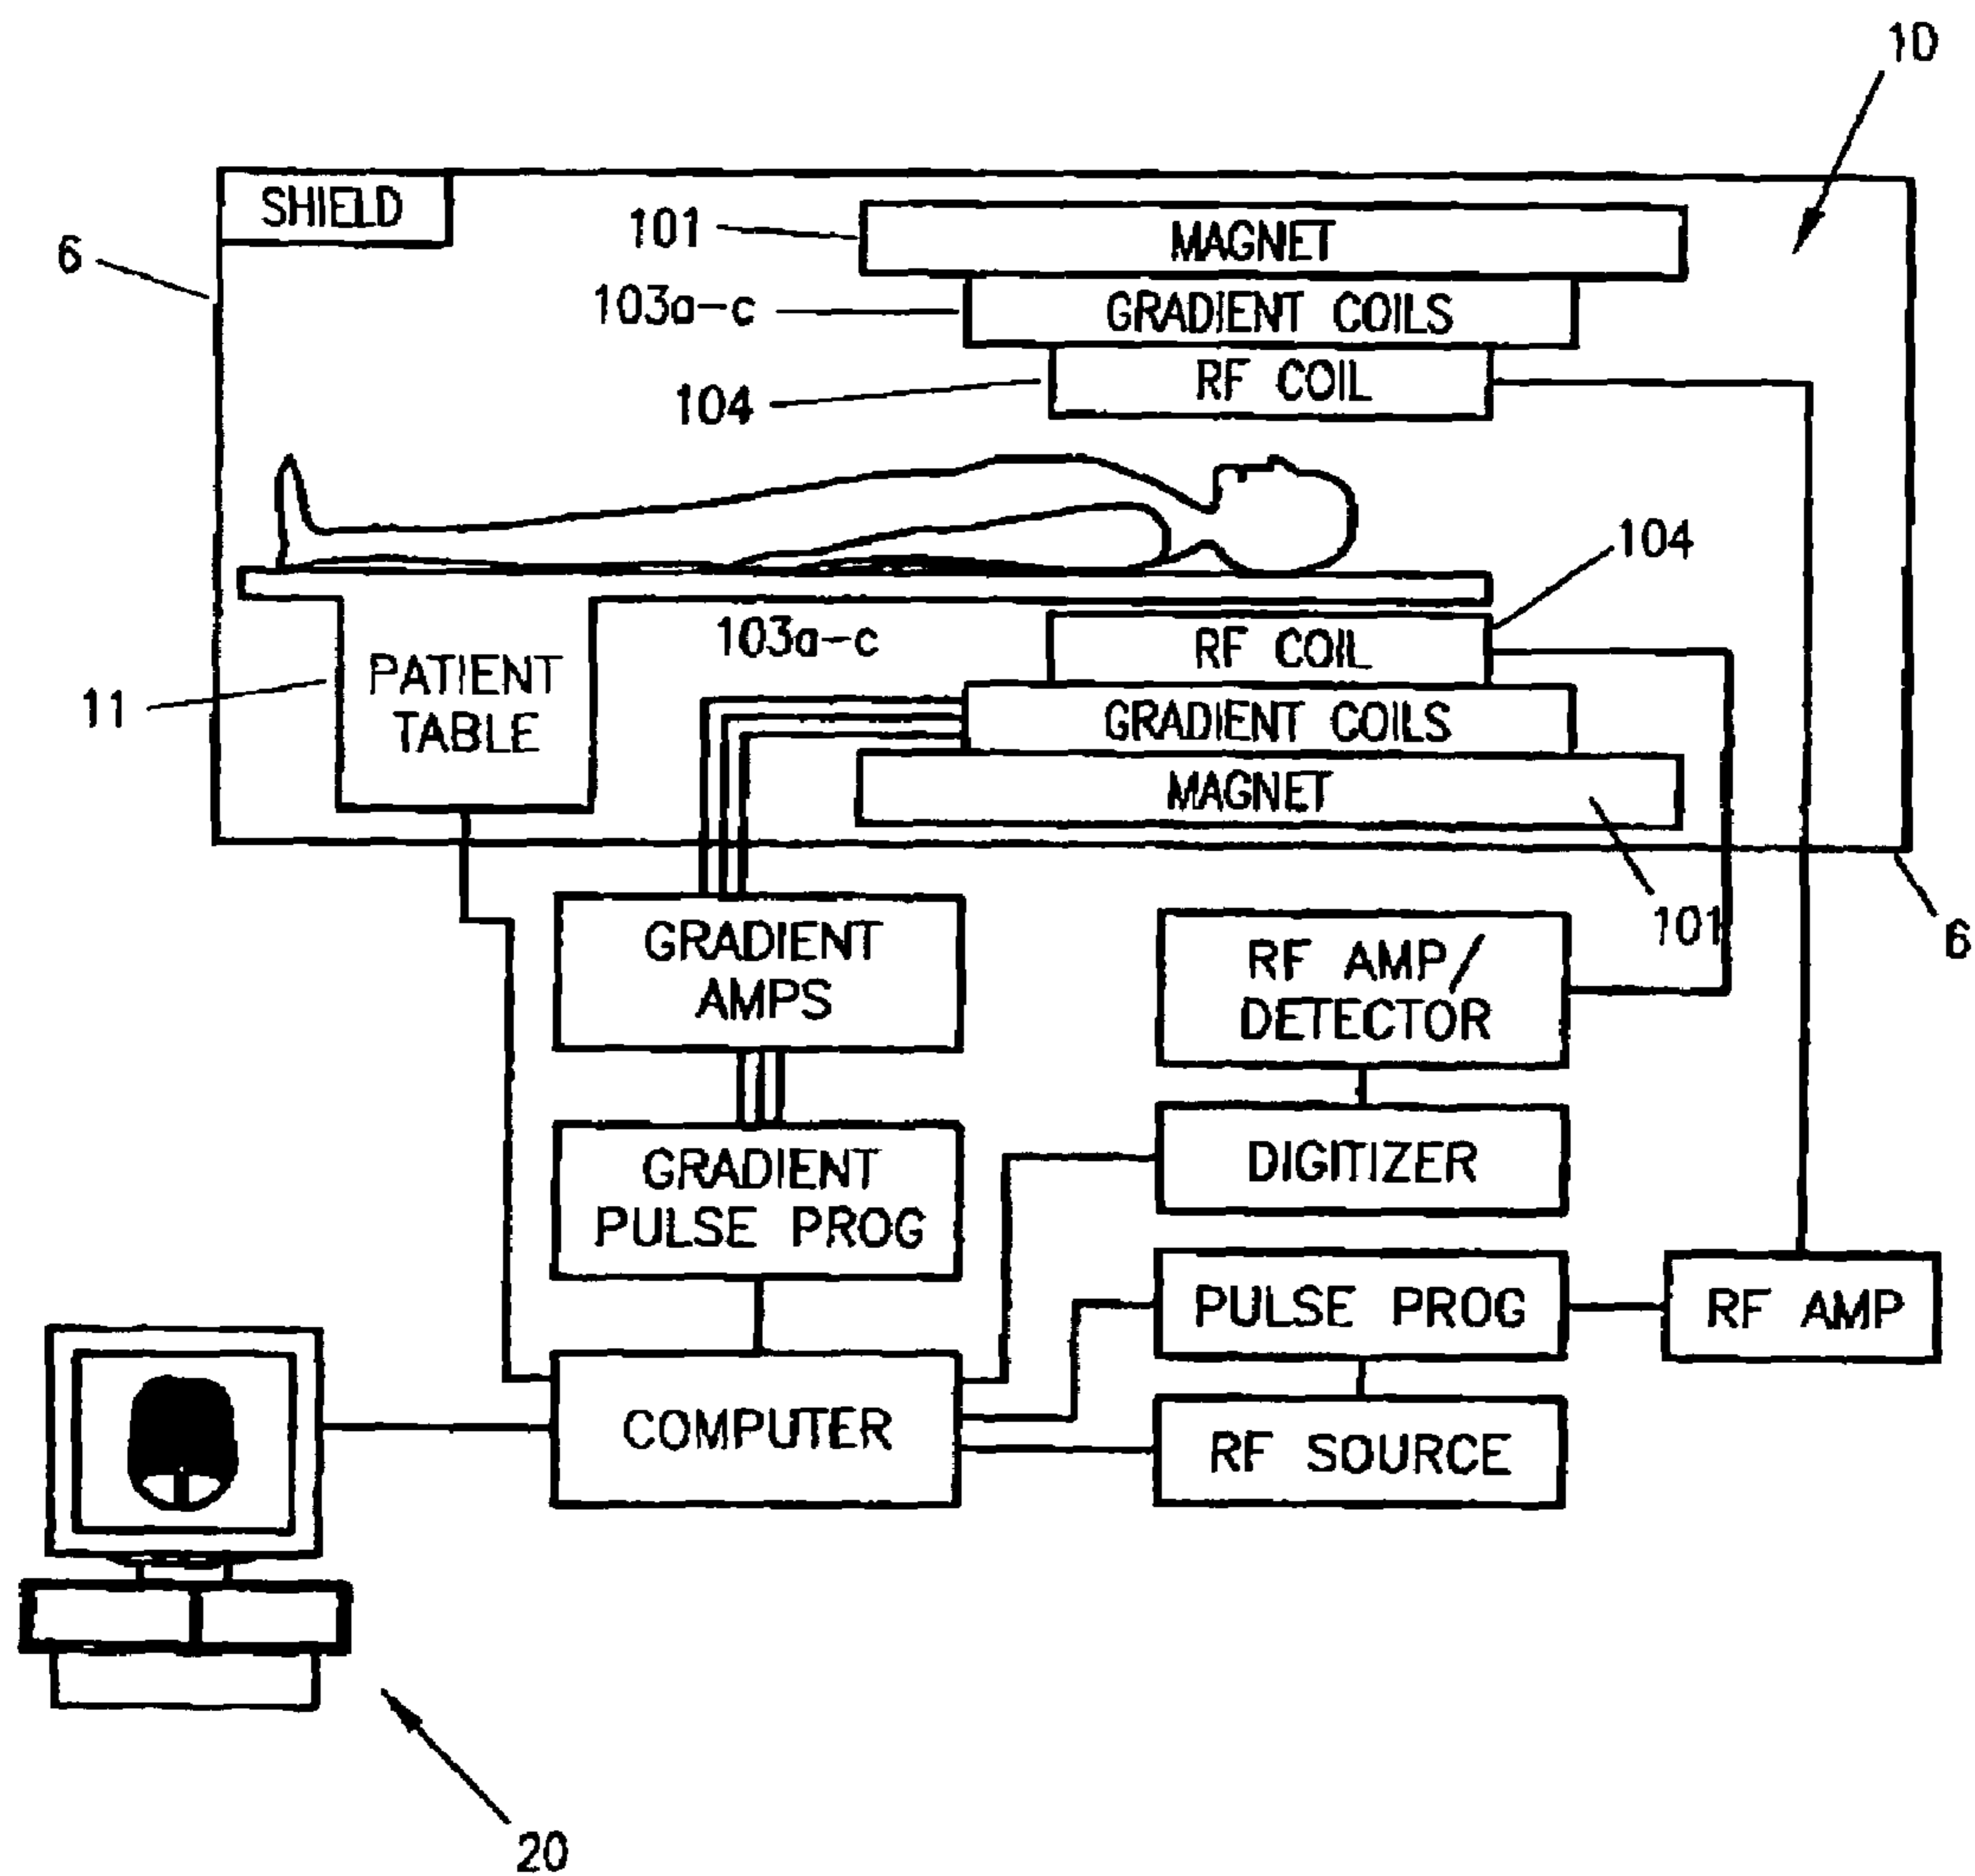 10
SHIELD
101
MAGNET
6
103a-c
GRADIENT COILS
104
RF COIL
104
103a-c
RF COIL
11
PATIENT
TABLE
GRADIENT COILS
MAGNET
101
6
GRADIENT
AMPS
RF AMP/
DETECTOR
GRADIENT
PULSE PROG
DIGITIZER
PULSE PROG
RF AMP
COMPUTER
RF SOURCE
20